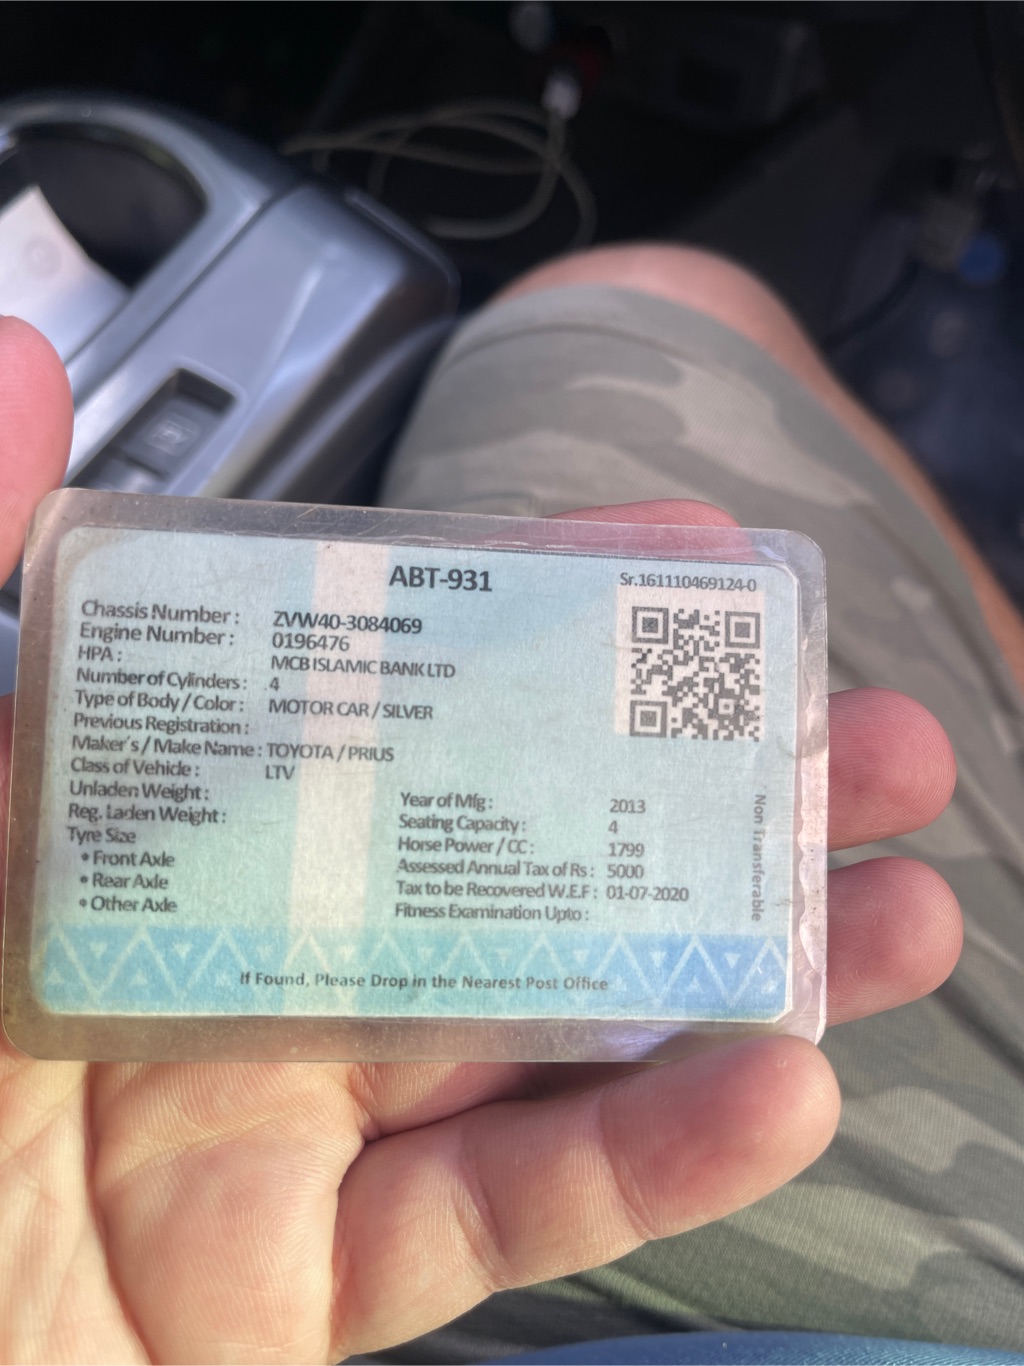 ABT-931
Sr.161110469124-0
Chassis Number : ZVW40-3084069
Engine Number : 0196476
HPA : MCB ISLAMIC BANK LTD
Number of Cylinders : 4
Type of Body / Color : MOTOR CAR / SILVER
Previous Registration :
Maker's / Make Name : TOYOTA / PRIUS
Class of Vehicle : LTV
Unladen Weight :
Reg. Laden Weight :
Tyre Size
• Front Axle
• Rear Axle
• Other Axle
Year of Mfg : 2013
Seating Capacity : 4
Horse Power / CC : 1799
Assessed Annual Tax of Rs : 5000
Tax to be Recovered W.E.F : 01-07-2020
Fitness Examination Upto :
Non Transferable
If Found, Please Drop in the Nearest Post Office